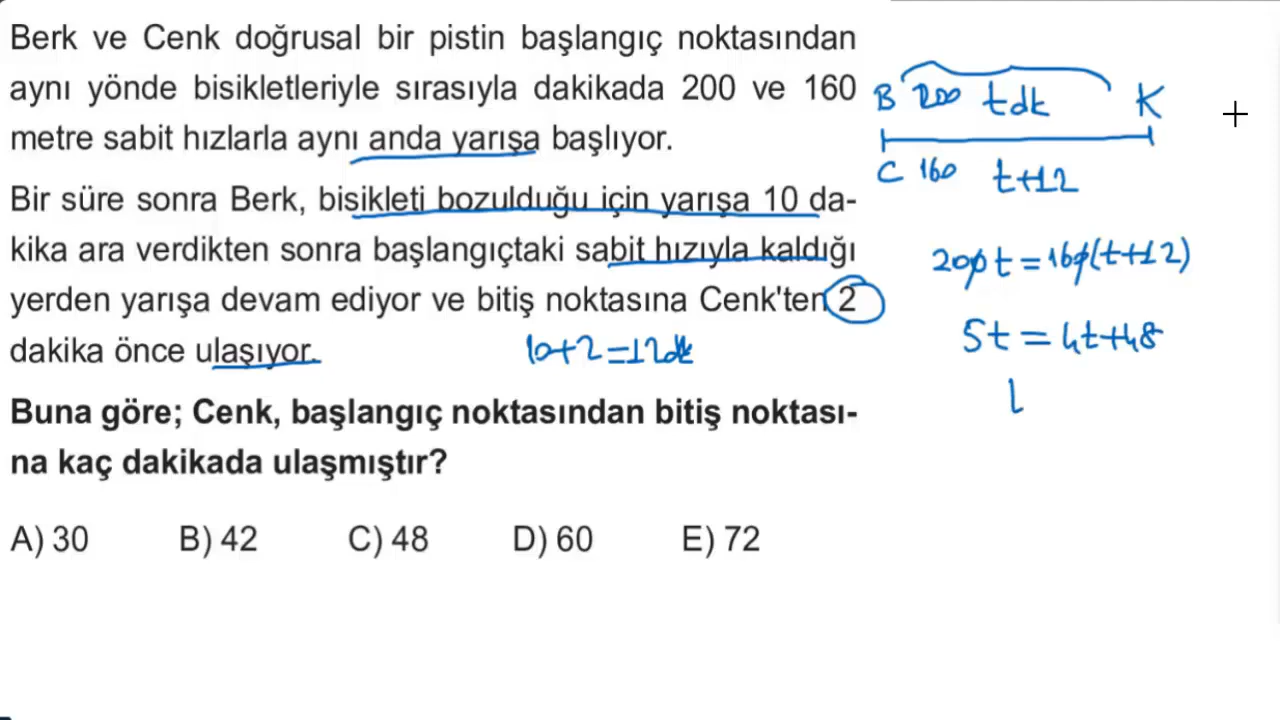 Berk ve Cenk doğrusal bir pistin başlangıç noktasından
aynı yönde bisikletleriyle sırasıyla dakikada 200 ve 160
metre sabit hızlarla aynı anda yarışa başlıyor.
Bir süre sonra Berk, bisikleti bozulduğu için yarışa 10 da-
kika ara verdikten sonra başlangıçtaki sabit hızıyla kaldığı
yerden yarışa devam ediyor ve bitiş noktasına Cenk'ten 2
dakika önce ulaşıyor.
10+2=12dk
Buna göre; Cenk, başlangıç noktasından bitiş noktası-
na kaç dakikada ulaşmıştır?
A) 30 B) 42 C) 48 D) 60 E) 72
B 200 tdk K
C 160 t+12
200t=160(t+12)
5t=4t+48